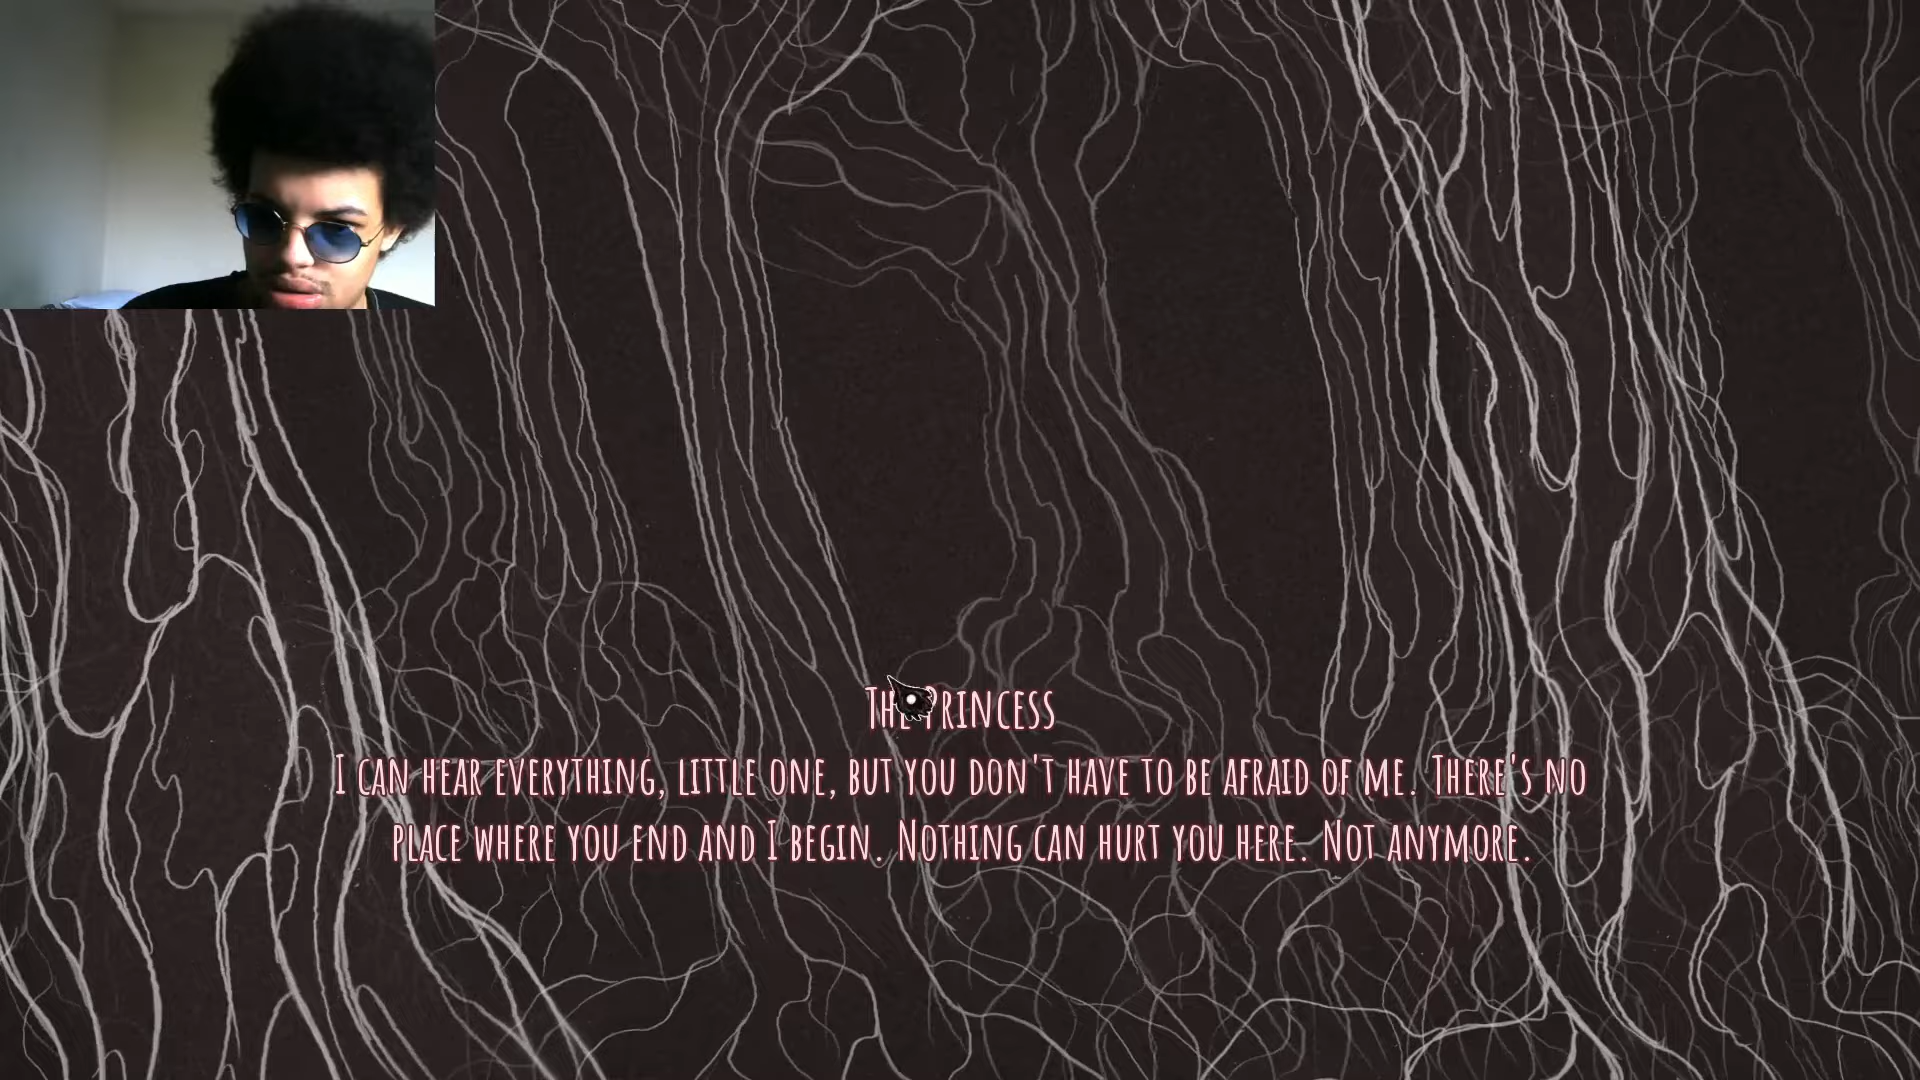 The Princess
I can hear everything, little one, but you don't have to be afraid of me. There's no
place where you end and I begin. Nothing can hurt you here. Not anymore.